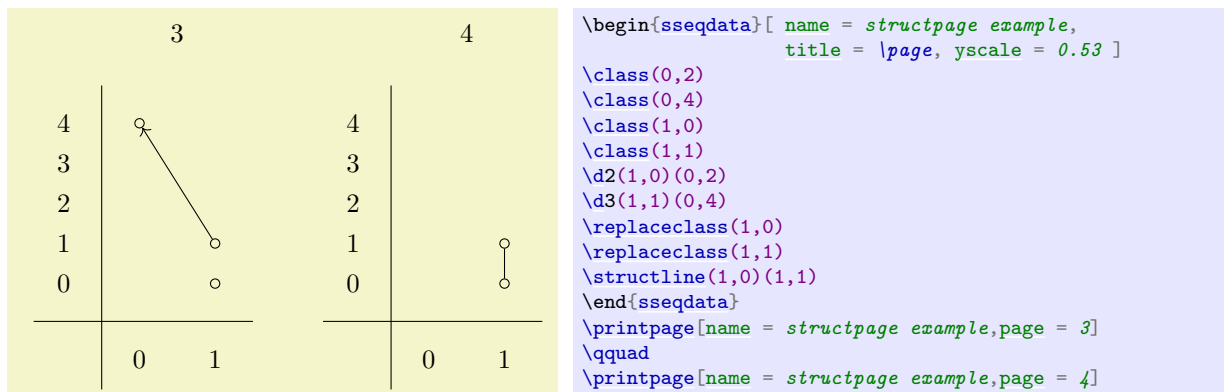 3 4
4 4
3 3
2 2
1 1
0 0
0 1 0 1
\begin{sseqdata}[ name = structpage example,
title = \page, yscale = 0.53 ]
\class(0,2)
\class(0,4)
\class(1,0)
\class(1,1)
\d2(1,0)(0,2)
\d3(1,1)(0,4)
\replaceclass(1,0)
\replaceclass(1,1)
\structline(1,0)(1,1)
\end{sseqdata}
\printpage[name = structpage example,page = 3]
\qquad
\printpage[name = structpage example,page = 4]